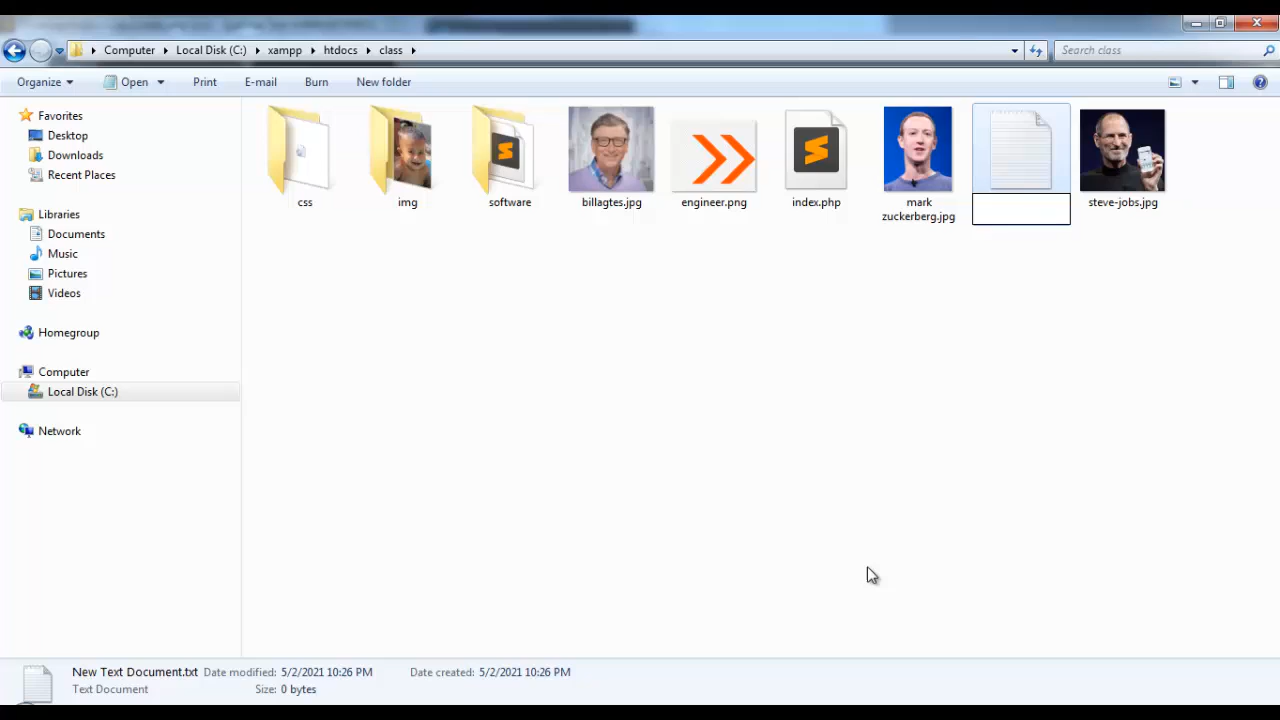 Computer Local Disk (C:) xampp htdocs class
Search class
Organize Open Print E-mail Burn New folder
Favorites
Desktop
Downloads
Recent Places
Libraries
Documents
Music
Pictures
Videos
Homegroup
Computer
Local Disk (C:)
Network
css img software billagtes.jpg engineer.png index.php mark steve-jobs.jpg
zuckerberg.jpg
New Text Document.txt Date modified: 5/2/2021 10:26 PM Date created: 5/2/2021 10:26 PM
Text Document Size: 0 bytes